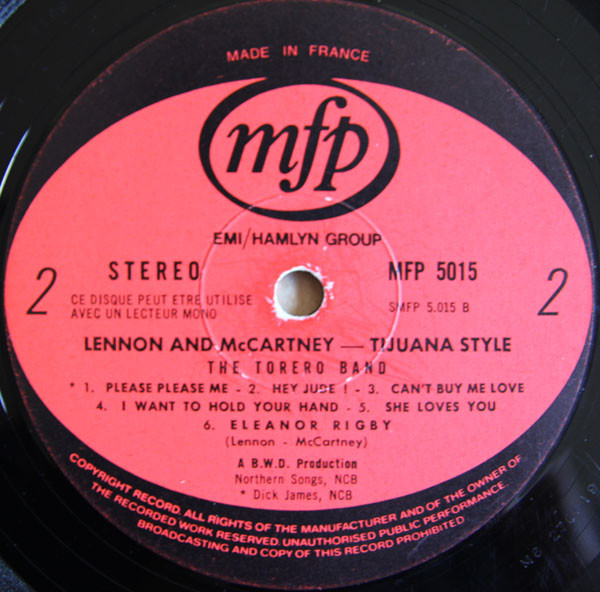 MADE IN FRANCE
mfp
EMI/HAMLYN GROUP
2
STEREO
MFP 5015
2
CE DISQUE PEUT ETRE UTILISE
AVEC UN LECTEUR MONO
SMFP 5.015 B
LENNON AND McCARTNEY — TIJUANA STYLE
THE TORERO BAND
* 1. PLEASE PLEASE ME - 2. HEY JUDE ! - 3. CAN'T BUY ME LOVE
4. I WANT TO HOLD YOUR HAND - 5. SHE LOVES YOU
6. ELEANOR RIGBY
(Lennon - McCartney)
A B.W.D. Production
Northern Songs, NCB
* Dick James, NCB
COPYRIGHT RECORD. ALL RIGHTS OF THE MANUFACTURER AND OF THE OWNER OF
THE RECORDED WORK RESERVED. UNAUTHORISED PUBLIC PERFORMANCE.
BROADCASTING AND COPY OF THIS RECORD PROHIBITED